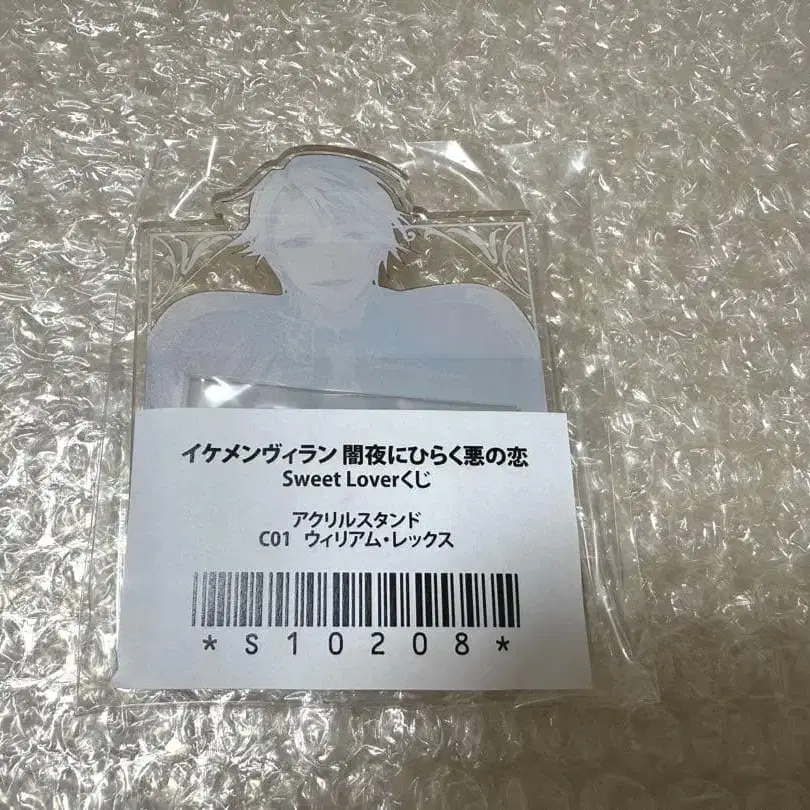 イケメンヴィラン 闇夜にひらく悪の恋
Sweet Loverくじ
アクリルスタンド
C01 ウィリアム・レックス
*S10208*